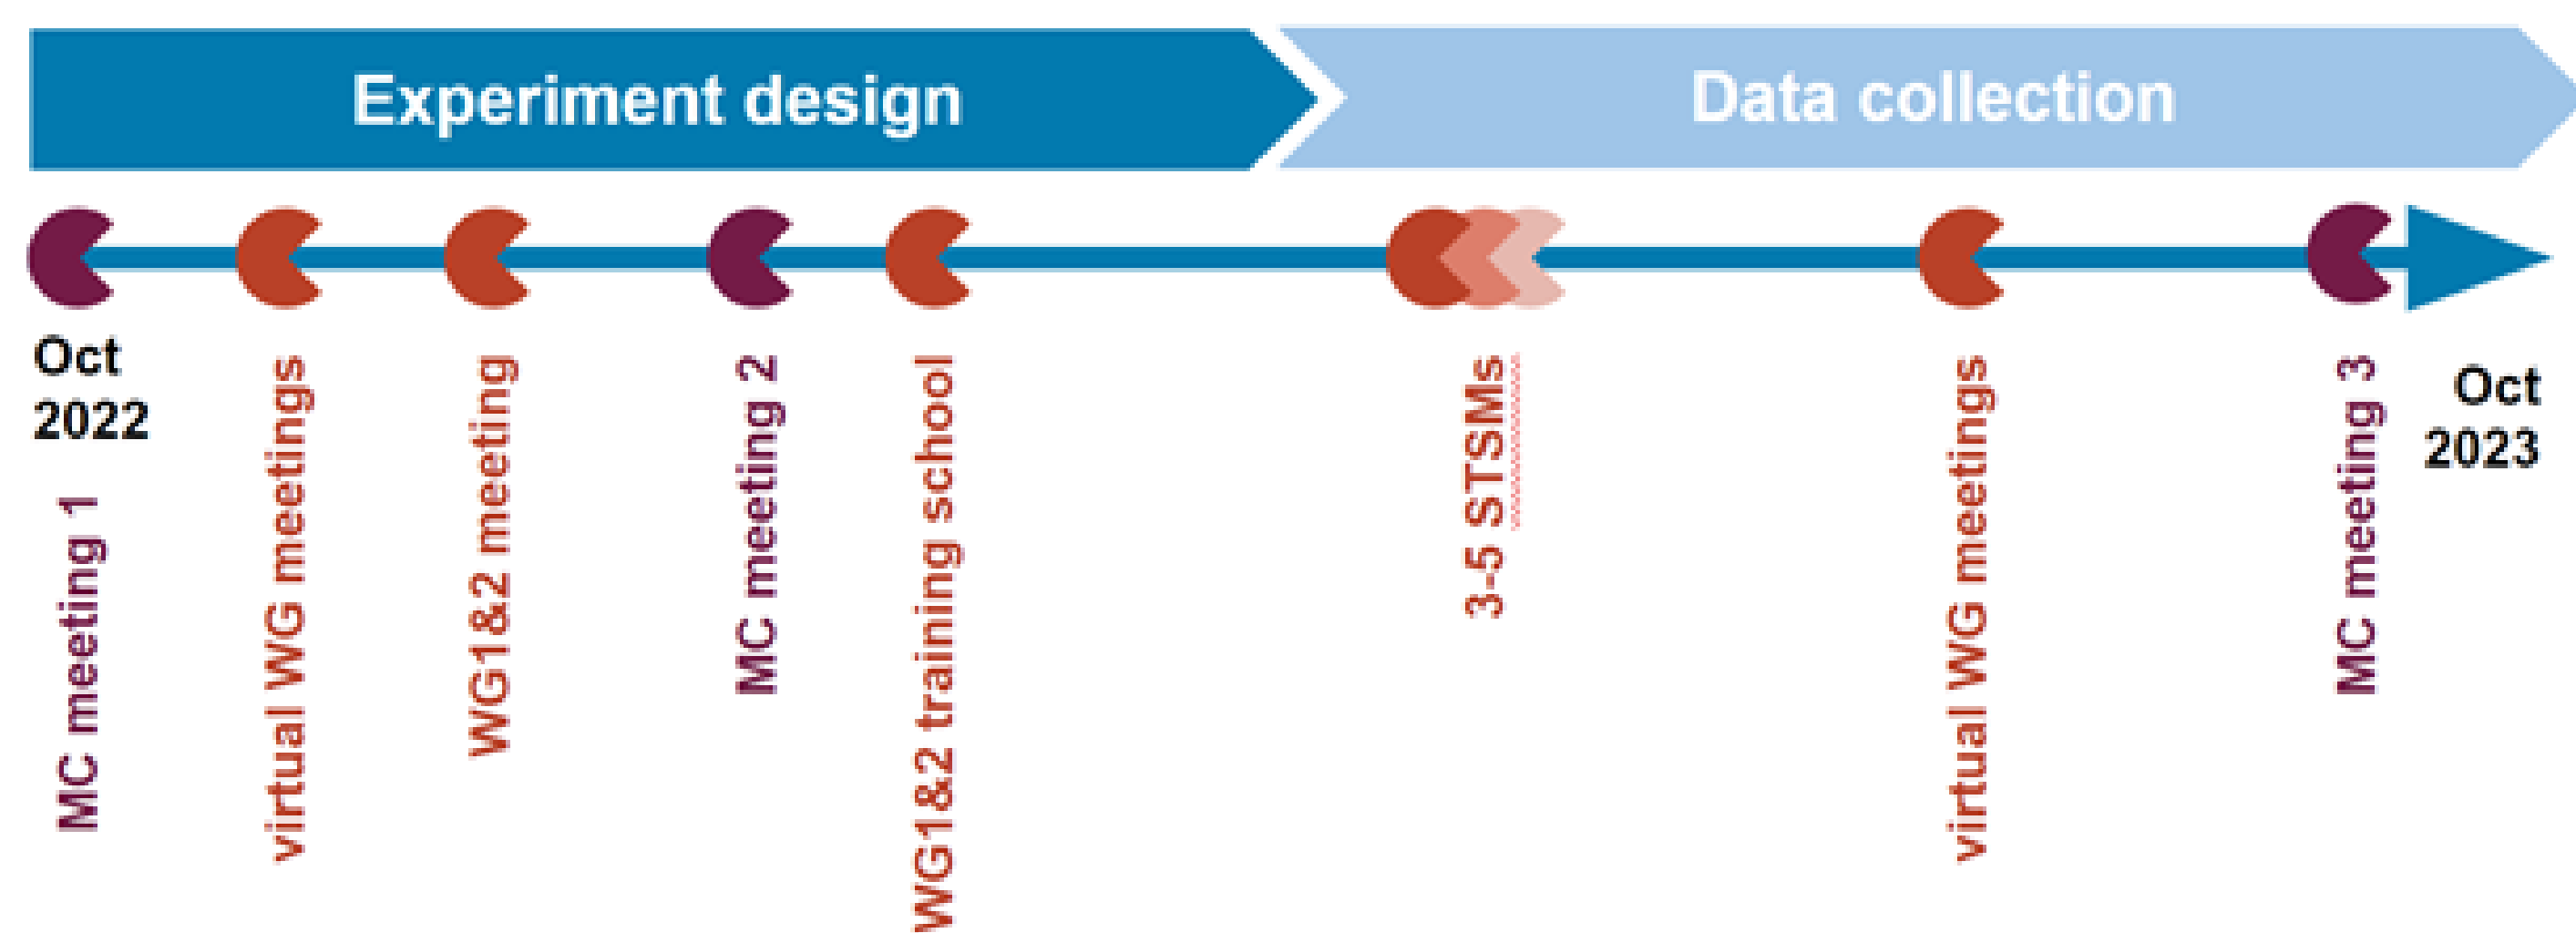 Experiment design
Data collection
Oct
2022
MC meeting 1
virtual WG meetings
WG1&2 meeting
MC meeting 2
WG1&2 training school
3-5 STSMs
virtual WG meetings
MC meeting 3
Oct
2023